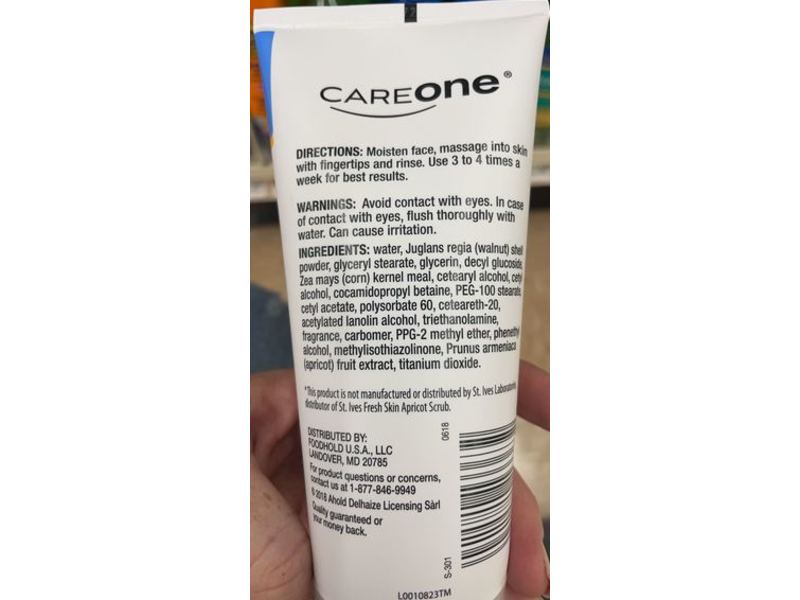 CAREone®
DIRECTIONS: Moisten face, massage into skin
with fingertips and rinse. Use 3 to 4 times a
week for best results.
WARNINGS: Avoid contact with eyes. In case
of contact with eyes, flush thoroughly with
water. Can cause irritation.
INGREDIENTS: water, Juglans regia (walnut) shell
powder, glyceryl stearate, glycerin, decyl glucoside,
Zea mays (corn) kernel meal, cetearyl alcohol, cetyl
alcohol, cocamidopropyl betaine, PEG-100 stearate,
cetyl acetate, polysorbate 60, ceteareth-20,
acetylated lanolin alcohol, triethanolamine,
fragrance, carbomer, PPG-2 methyl ether, phenethyl
alcohol, methylisothiazolinone, Prunus armeniaca
(apricot) fruit extract, titanium dioxide.
*This product is not manufactured or distributed by St. Ives Laboratories,
distributor of St. Ives Fresh Skin Apricot Scrub.
DISTRIBUTED BY:
FOODHOLD U.S.A., LLC
LANDOVER, MD 20785
For product questions or concerns,
contact us at 1-877-846-9949
© 2018 Ahold Delhaize Licensing Sàrl
Quality guaranteed or
your money back.
0618
S-301
L0010823TM